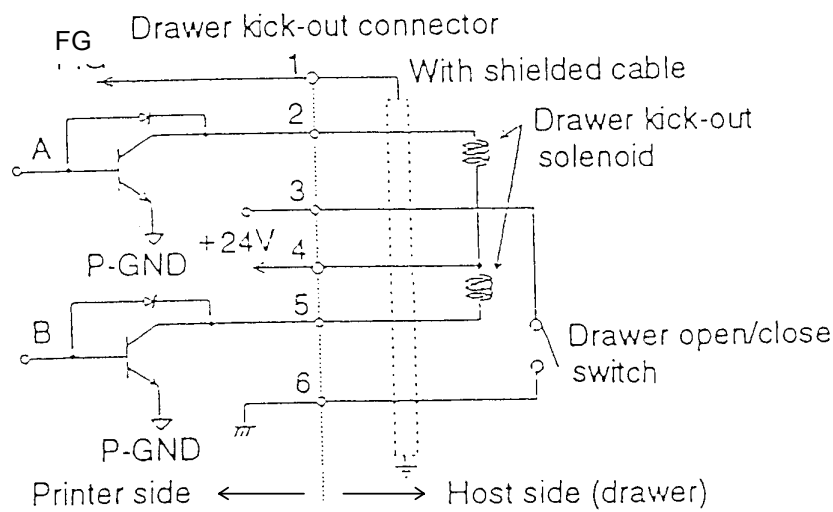 Drawer kick-out connector
FG
1
With shielded cable
2
Drawer kick-out
solenoid
A
3
+24V
4
P-GND
5
B
Drawer open/close
switch
6
P-GND
Printer side
Host side (drawer)